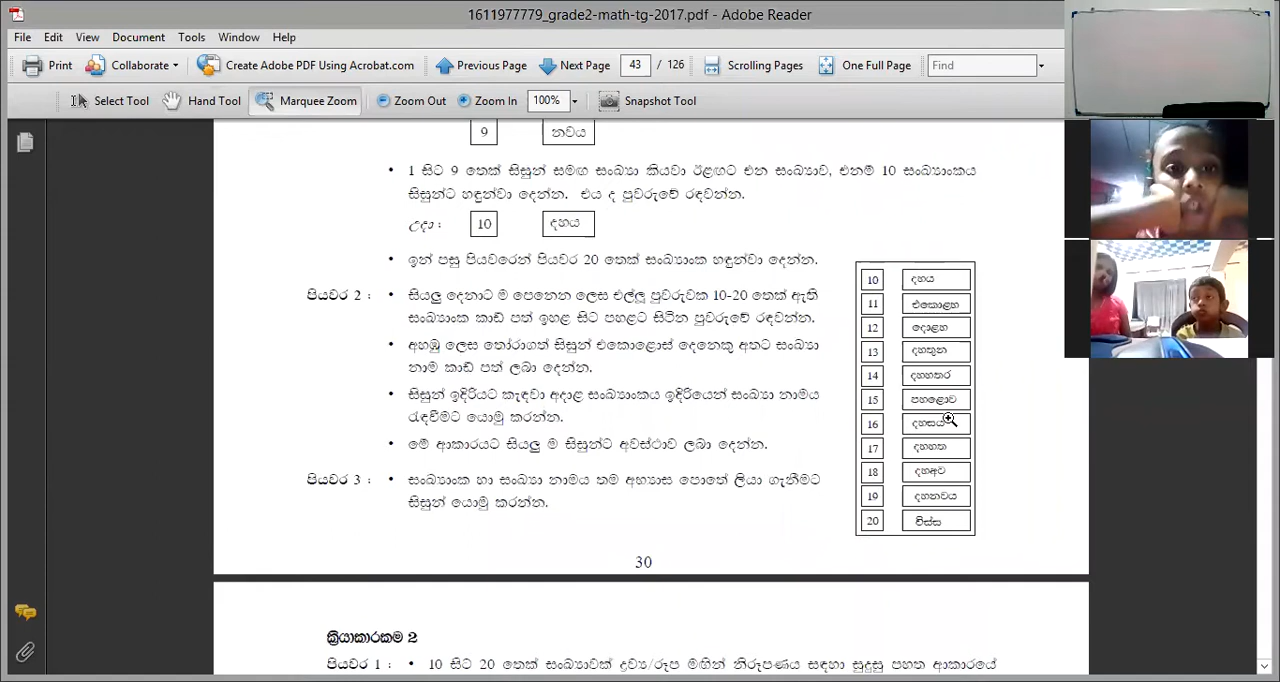 1611977779_grade2-math-tg-2017.pdf - Adobe Reader
File Edit View Document Tools Window Help
Print Collaborate Create Adobe PDF Using Acrobat.com Previous Page Next Page 43 / 126 Scrolling Pages One Full Page Find
Select Tool Hand Tool Marquee Zoom Zoom Out Zoom In 100% Snapshot Tool
9 නවය
• 1 සිට 9 තෙක් සිසුන් සමඟ සංඛ්‍යා කියවා ඊළඟට එන සංඛ්‍යාව, එනම් 10 සංඛ්‍යාංකය
සිසුන්ට හඳුන්වා දෙන්න. එය ද පුවරුවේ රඳවන්න.
උදා : 10 දහය
• ඉන් පසු පියවරෙන් පියවර 20 තෙක් සංඛ්‍යාංක හඳුන්වා දෙන්න.
පියවර 2 : • සියලු දෙනාට ම පෙනෙන ලෙස එල්ලූ පුවරුවක 10-20 තෙක් ඇති
සංඛ්‍යාංක කාඩ් පත් ඉහළ සිට පහළට සිටින පුවරුවේ රඳවන්න.
• අහඹු ලෙස තෝරාගත් සිසුන් එකොළොස් දෙනෙකු අතට සංඛ්‍යා
නාම කාඩ් පත් ලබා දෙන්න.
• සිසුන් ඉදිරියට කැඳවා අදාළ සංඛ්‍යාංකය ඉදිරියෙන් සංඛ්‍යා නාමය
රැඳවීමට යොමු කරන්න.
• මේ ආකාරයට සියලු ම සිසුන්ට අවස්ථාව ලබා දෙන්න.
පියවර 3 : • සංඛ්‍යාංක හා සංඛ්‍යා නාමය තම අභ්‍යාස පොතේ ලියා ගැනීමට
සිසුන් යොමු කරන්න.
10 දහය
11 එකොළහ
12 දොළහ
13 දහතුන
14 දහහතර
15 පහළොව
16 දහසය
17 දහහත
18 දහඅට
19 දහනවය
20 විස්ස
30
ක්‍රියාකාරකම 2
පියවර 1 : • 10 සිට 20 තෙක් සංඛ්‍යාවක් ද්‍රව්‍ය/රූප මඟින් නිරූපණය සඳහා සුදුසු පහත ආකාරයේ